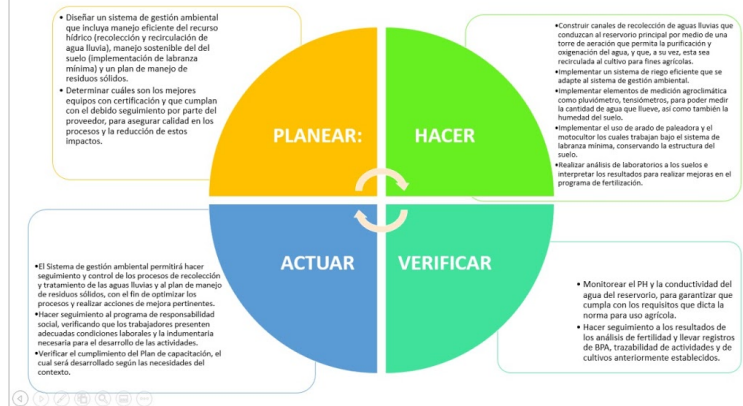 • Diseñar un sistema de gestión ambiental
que incluya manejo eficiente del recurso
hídrico (recolección y recirculación de
agua lluvia), manejo sostenible del del
suelo (implementación de labranza
mínima) y un plan de manejo de
residuos sólidos.
• Determinar cuáles son los mejores
equipos con certificación y que cumplan
con el debido seguimiento por parte del
proveedor, para asegurar calidad en los
procesos y la reducción de estos
impactos.
PLANEAR:
HACER
•Construir canales de recolección de aguas lluvias que
conduzcan al reservorio principal por medio de una
torre de aeración que permita la purificación y
oxigenación del agua, y que, a su vez, esta sea
recirculada al cultivo para fines agrícolas.
•Implementar un sistema de riego eficiente que se
adapte al sistema de gestión ambiental.
•Implementar elementos de medición agroclimática
como pluviómetro, tensiómetros, para poder medir
la cantidad de agua que llueve, así como también la
humedad del suelo.
•Implementar el uso de arado de paleadora y el
motocultor los cuales trabajan bajo el sistema de
labranza mínima, conservando la estructura del
suelo.
•Realizar análisis de laboratorios a los suelos e
interpretar los resultados para realizar mejoras en el
programa de fertilización.
•El Sistema de gestión ambiental permitirá hacer
seguimiento y control de los procesos de recolección
y tratamiento de las aguas lluvias y al plan de manejo
de residuos sólidos, con el fin de optimizar los
procesos y realizar acciones de mejora pertinentes.
•Hacer seguimiento al programa de responsabilidad
social, verificando que los trabajadores presenten
adecuadas condiciones laborales y la indumentaria
necesaria para el desarrollo de las actividades.
•Verificar el cumplimiento del Plan de capacitación, el
cual será desarrollado según las necesidades del
contexto.
ACTUAR
VERIFICAR
• Monitorear el PH y la conductividad del
agua del reservorio, para garantizar que
cumpla con los requisitos que dicta la
norma para uso agrícola.
• Hacer seguimiento a los resultados de
los análisis de fertilidad y llevar registros
de BPA, trazabilidad de actividades y de
cultivos anteriormente establecidos.